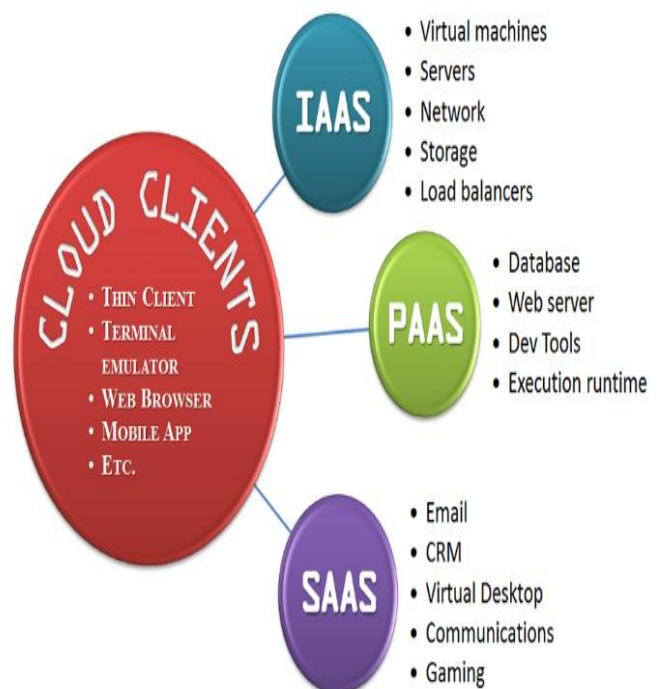 CLOUD CLIENTS
• THIN CLIENT
• TERMINAL
EMULATOR
• WEB BROWSER
• MOBILE APP
• ETC.
IAAS
• Virtual machines
• Servers
• Network
• Storage
• Load balancers
PAAS
• Database
• Web server
• Dev Tools
• Execution runtime
SAAS
• Email
• CRM
• Virtual Desktop
• Communications
• Gaming